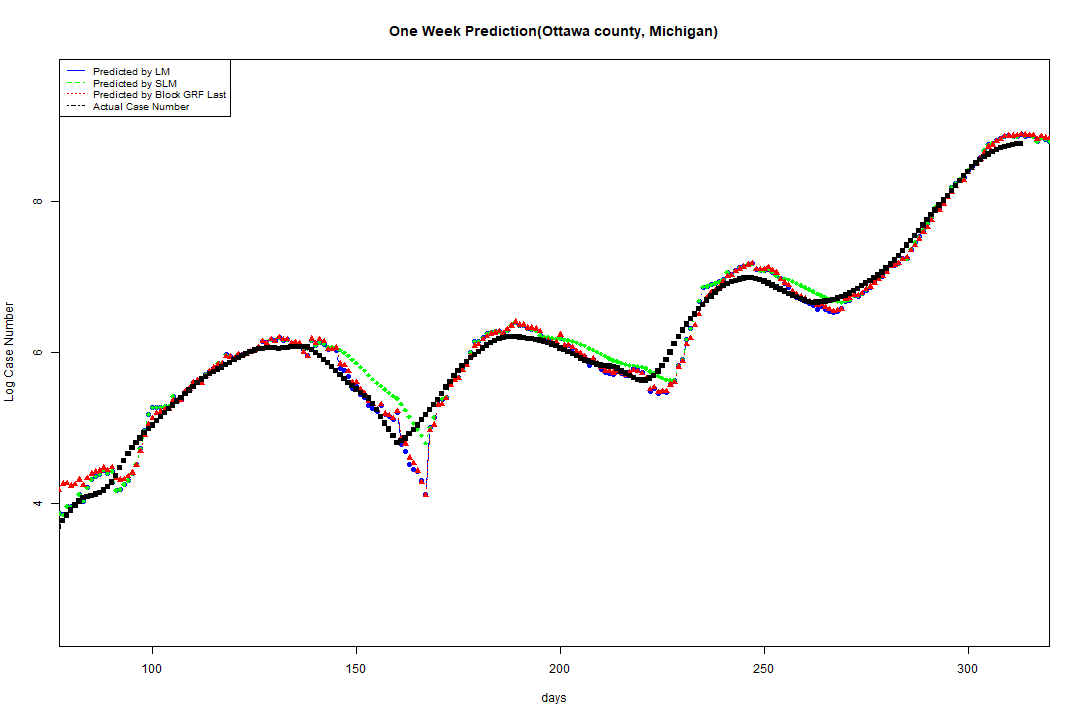 One Week Prediction(Ottawa county, Michigan)
Predicted by LM
Predicted by SLM
Predicted by Block GRF Last
Actual Case Number
Log Case Number
8
6
4
100 150 200 250 300
days